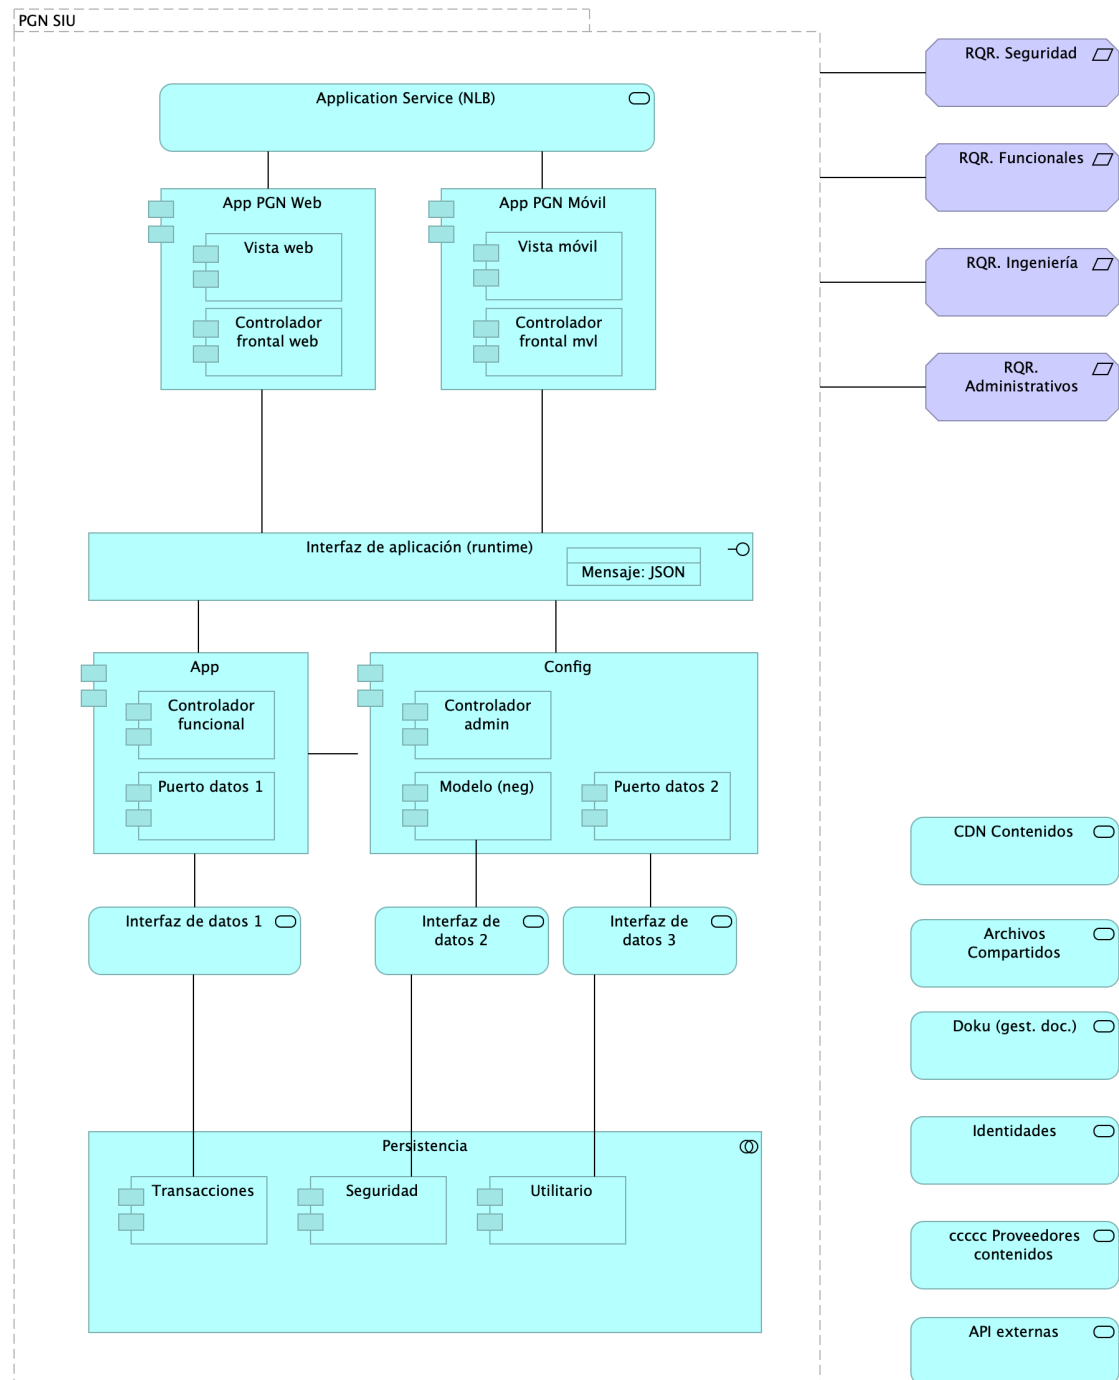 PGN SIU
RQR. Seguridad
Application Service (NLB)
RQR. Funcionales
App PGN Web
App PGN Móvil
Vista web
Vista móvil
RQR. Ingeniería
Controlador
frontal web
Controlador
frontal mvl
RQR.
Administrativos
Interfaz de aplicación (runtime)
Mensaje: JSON
App
Config
Controlador
funcional
Controlador
admin
Puerto datos 1
Modelo (neg)
Puerto datos 2
CDN Contenidos
Interfaz de datos 1
Interfaz de
datos 2
Interfaz de
datos 3
Archivos
Compartidos
Doku (gest. doc.)
Identidades
Persistencia
Transacciones
Seguridad
Utilitario
ccccc Proveedores
contenidos
API externas